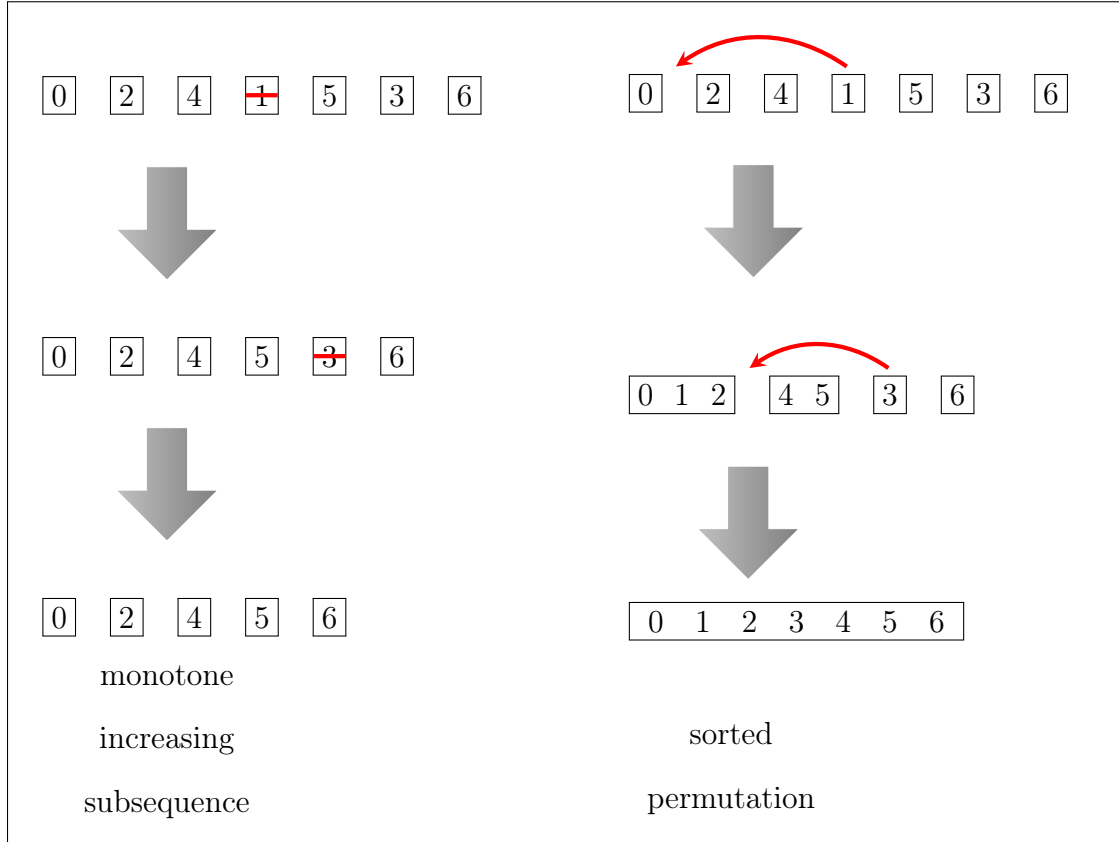 0 2 4 1 5 3 6
0 2 4 5 3 6
0 2 4 5 6
monotone
increasing
subsequence
0 2 4 1 5 3 6
0 1 2 4 5 3 6
0 1 2 3 4 5 6
sorted
permutation